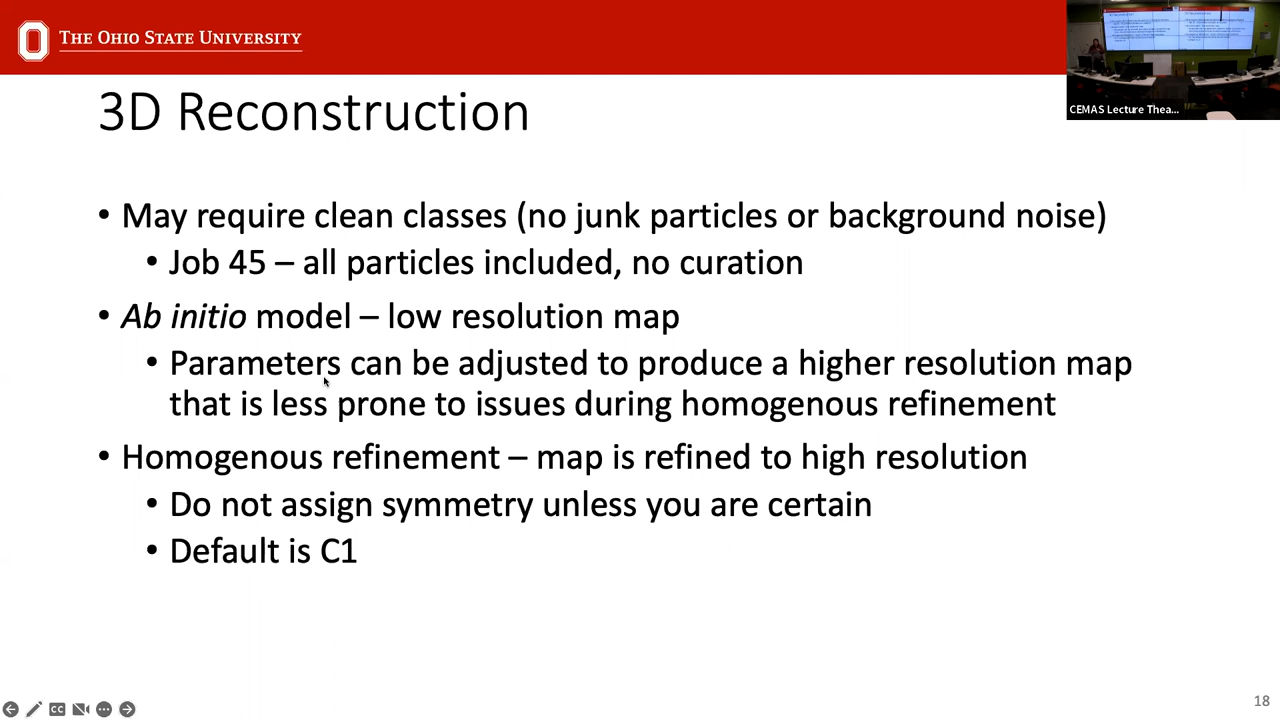 THE OHIO STATE UNIVERSITY
CEMAS Lecture Thea...
3D Reconstruction
• May require clean classes (no junk particles or background noise)
• Job 45 – all particles included, no curation
• Ab initio model – low resolution map
• Parameters can be adjusted to produce a higher resolution map
that is less prone to issues during homogenous refinement
• Homogenous refinement – map is refined to high resolution
• Do not assign symmetry unless you are certain
• Default is C1
CC
18